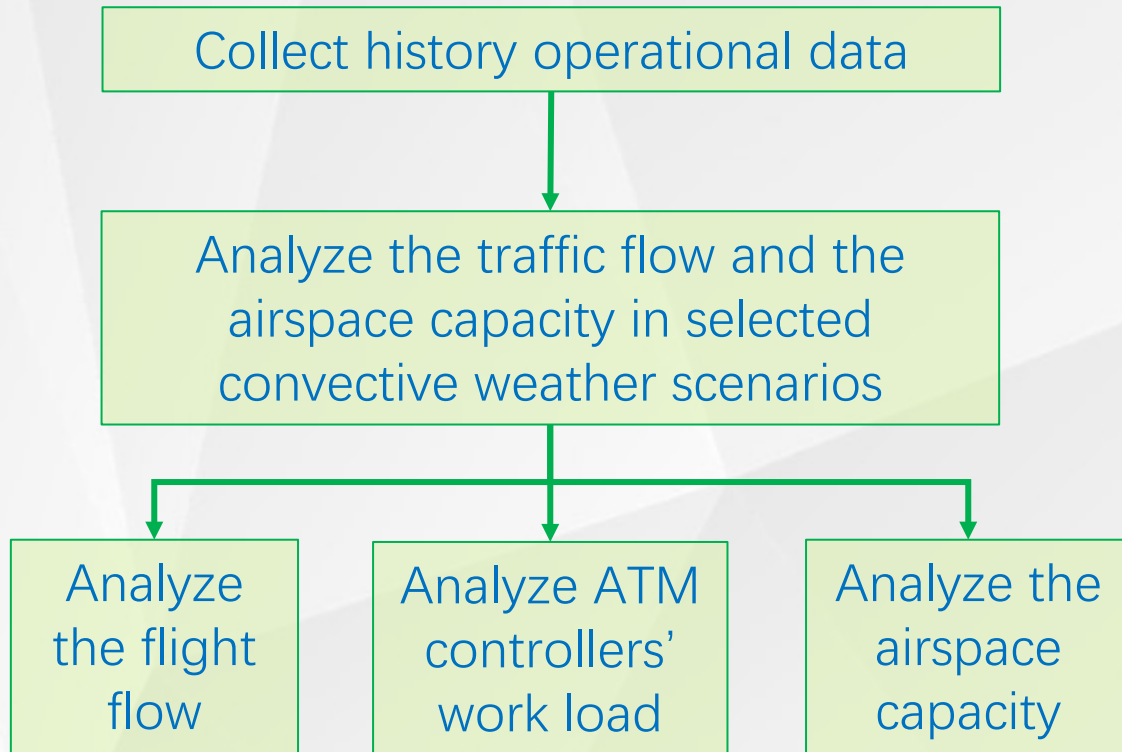 Collect history operational data
Analyze the traffic flow and the
airspace capacity in selected
convective weather scenarios
Analyze
the flight
flow
Analyze ATM
controllers’
work load
Analyze the
airspace
capacity